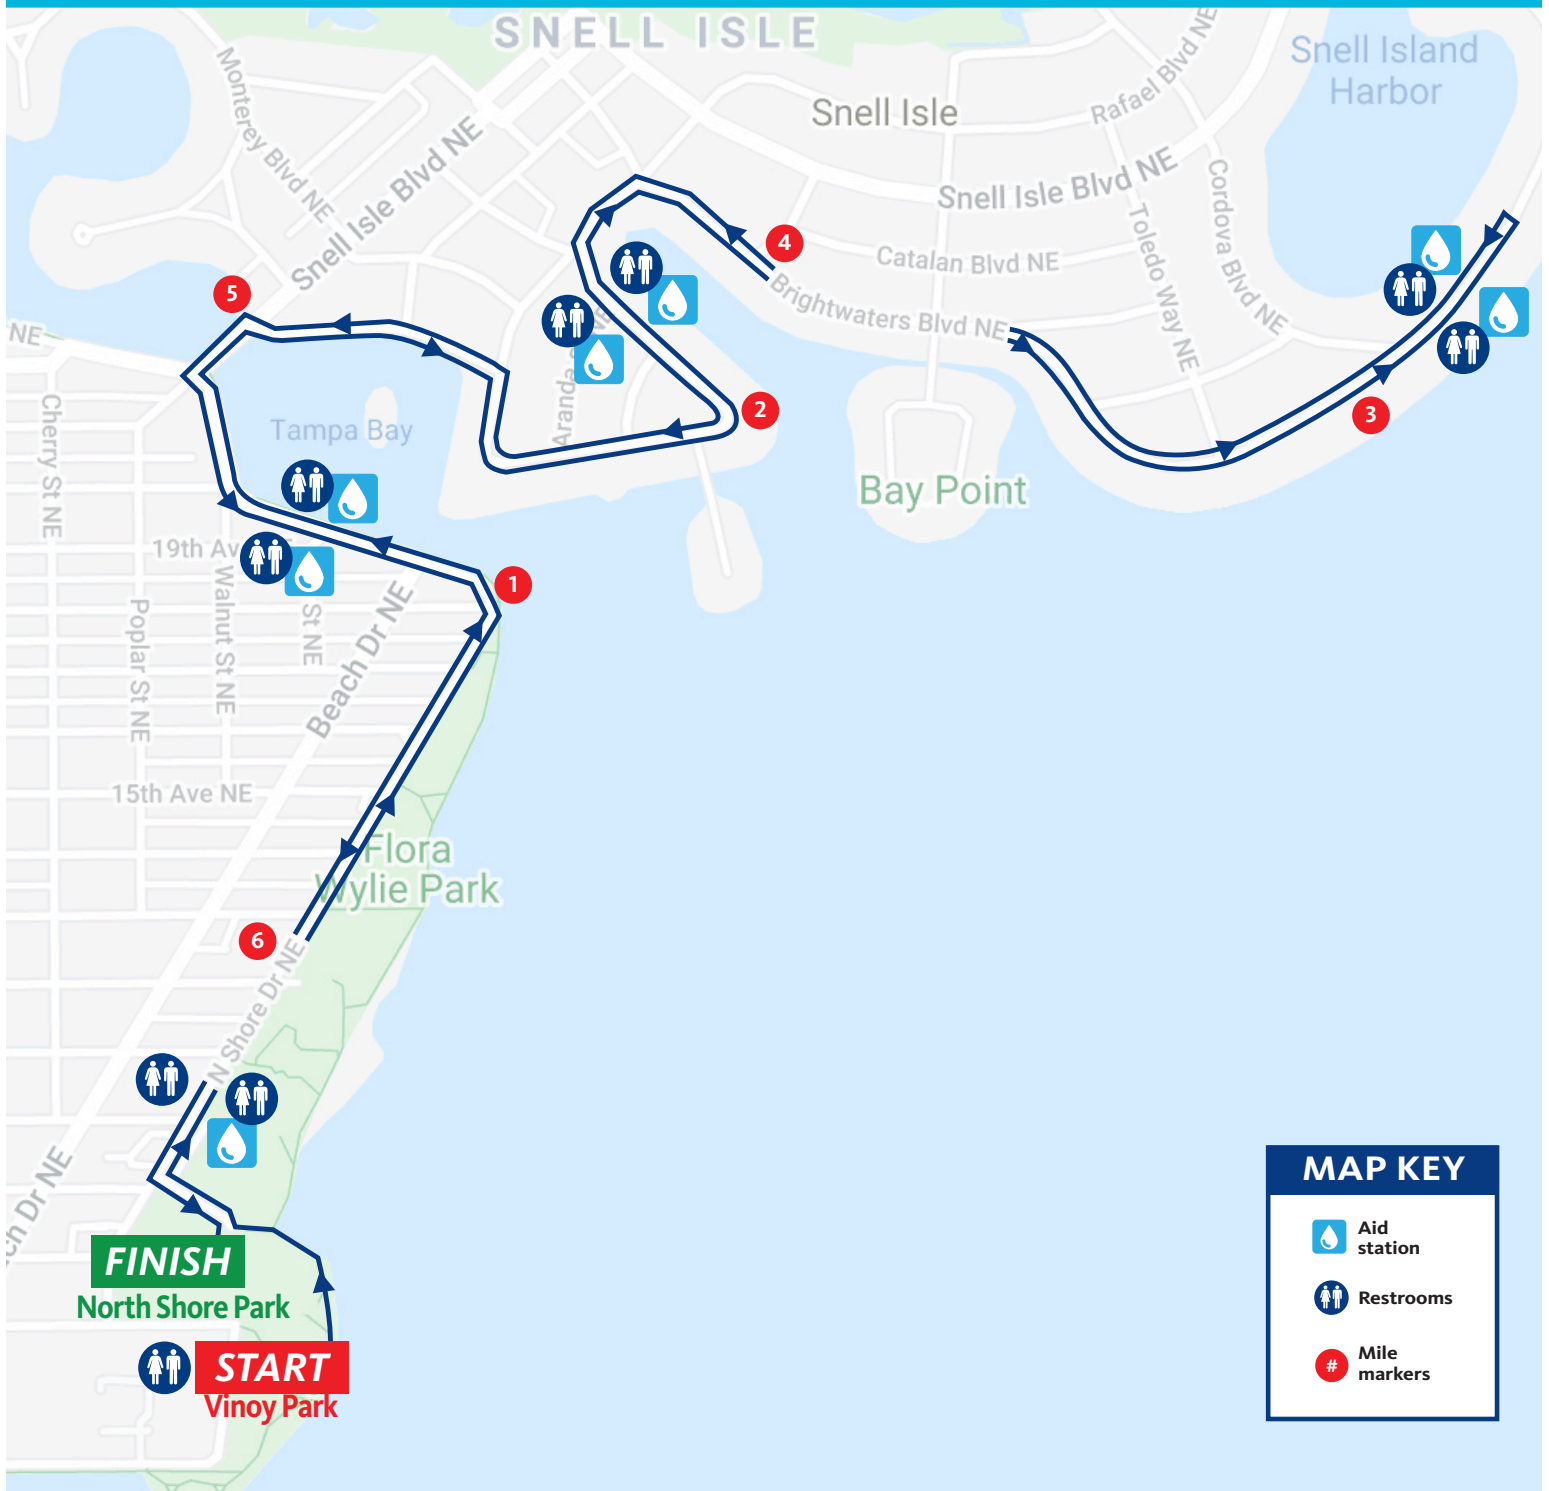 SNELL ISLE
Snell Island
Harbor
Monterey Blvd NE
Snell Isle
Rafael Blvd NE
Snell Isle Blvd NE
Snell Isle Blvd NE
Cordova Blvd NE
Toledo Way NE
4
Catalan Blvd NE
5
Brightwaters Blvd NE
NE
Aranda
NE
Cherry St NE
Tampa Bay
2
3
Bay Point
19th Av
1
Walnut St NE
St NE
Poplar St NE
Beach Dr NE
15th Ave NE
Flora
Wylie Park
6
N Shore Dr NE
ch Dr NE
FINISH
North Shore Park
START
Vinoy Park
MAP KEY
Aid
station
Restrooms
#
Mile
markers